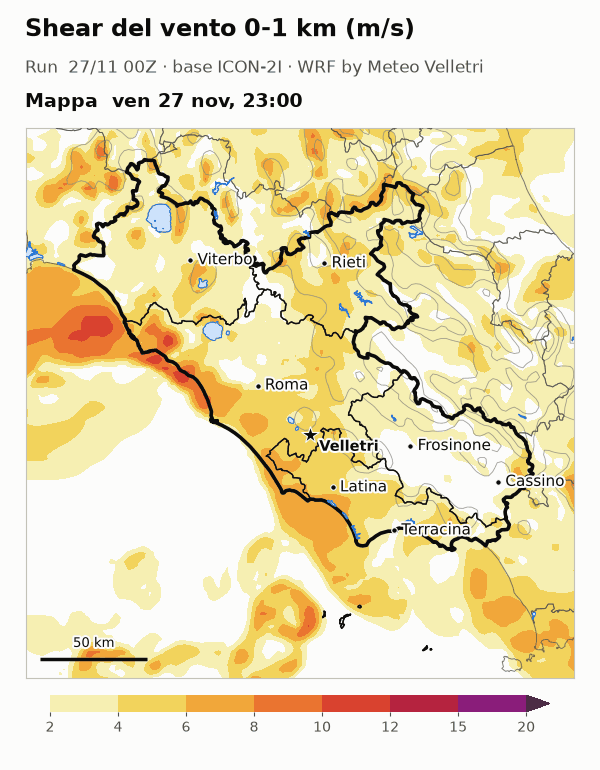 Shear del vento 0-1 km (m/s)
Run  27/11 00Z · base ICON-2I · WRF by Meteo Velletri
Mappa  ven 27 nov, 23:00
Viterbo
Rieti
Roma
Velletri
Frosinone
Latina
Cassino
Terracina
50 km
2 4 6 8 10 12 15 20